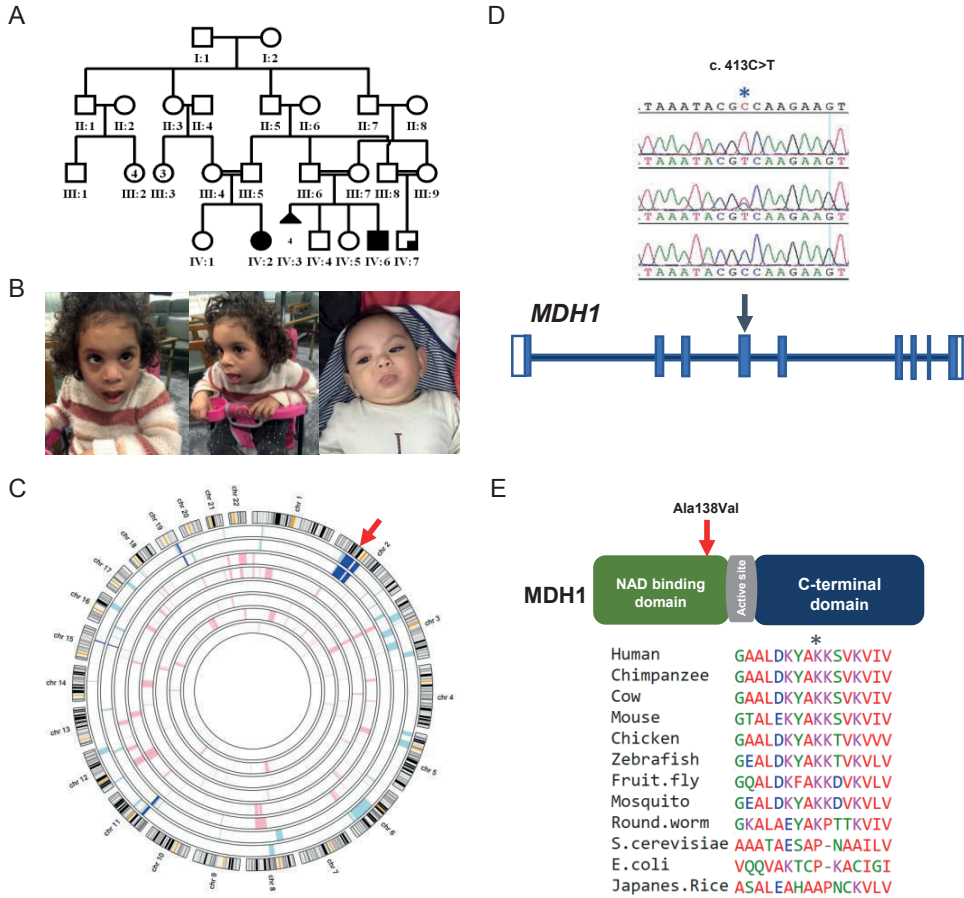 A
I:1 I:2
II:1 II:2 II:3 II:4 II:5 II:6 II:7 II:8
4 3
III:1 III:2 III:3 III:4 III:5 III:6 III:7 III:8 III:9
4
IV:1 IV:2 IV:3 IV:4 IV:5 IV:6 IV:7
B
C
chr 1
chr 2
chr 3
chr 4
chr 5
chr 6
chr 7
chr 8
chr 9
chr 10
chr 11
chr 12
chr 13
chr 14
chr 15
chr 16
chr 17
chr 18
chr 19
chr 20
chr 21
chr 22
D
c. 413C>T
*
.TAAATACGCCAAGAAGT
TAAATACGTCAAGAAGT
TAAATACGTCAAGAAGT
TAAATACGCCAAGAAGT
MDH1
E
Ala138Val
MDH1
NAD binding
domain
Active site
C-terminal
domain
*
Human GAALDKYAKKSVKVIV
Chimpanzee GAALDKYAKKSVKVIV
Cow GAALDKYAKKSVKVIV
Mouse GTALEKYAKKSVKVIV
Chicken GAALDKYAKKTVKVVV
Zebrafish GEALDKYAKKTVKVLV
Fruit.fly GQALDKFAKKDVKVLV
Mosquito GEALDKYAKKDVKVLV
Round.worm GKALAEYAKPTTKVIV
S.cerevisiae AAATAESAP-NAAILV
E.coli VQQVAKTCP-KACIGI
Japanes.Rice ASALEAHAAPNCKVLV